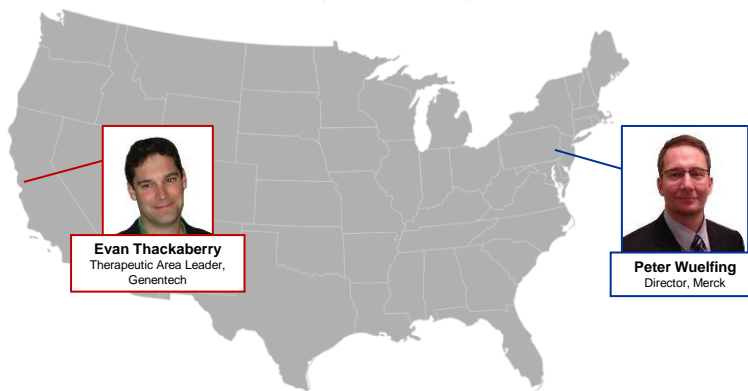 Evan Thackaberry
Therapeutic Area Leader,
Genentech
Peter Wuelfing
Director, Merck